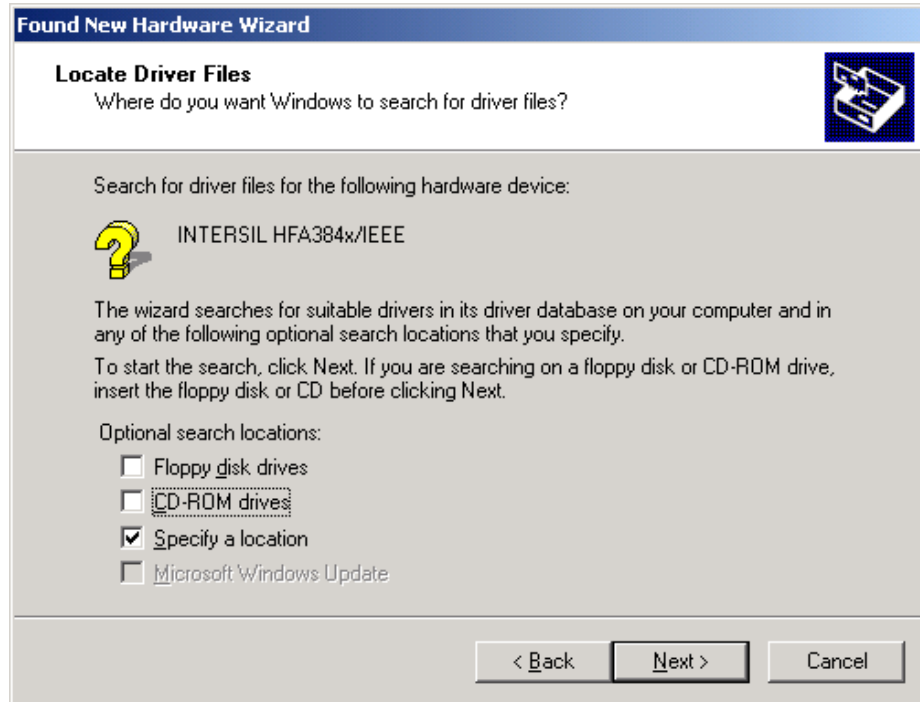 Found New Hardware Wizard
Locate Driver Files
Where do you want Windows to search for driver files?
Search for driver files for the following hardware device:
INTERSIL HFA384x/IEEE
The wizard searches for suitable drivers in its driver database on your computer and in
any of the following optional search locations that you specify.
To start the search, click Next. If you are searching on a floppy disk or CD-ROM drive,
insert the floppy disk or CD before clicking Next.
Optional search locations:
Floppy disk drives
CD-ROM drives
Specify a location
Microsoft Windows Update
< Back Next > Cancel